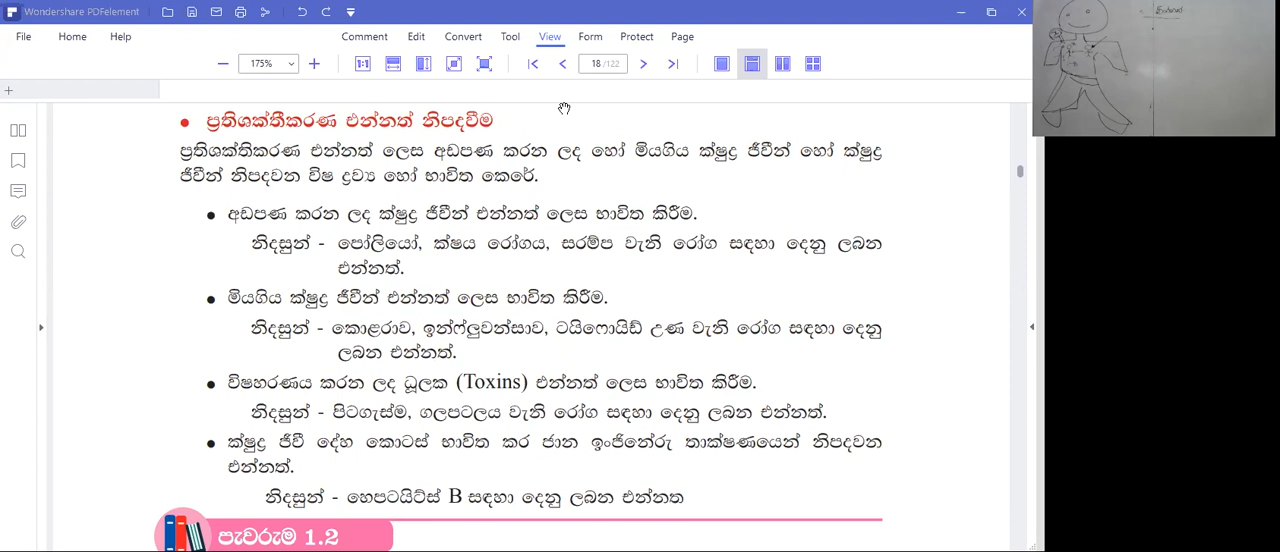 Wondershare PDFelement
File Home Help Comment Edit Convert Tool View Form Protect Page
175% 18 /122
• ප්‍රතිශක්තීකරණ එන්නත් නිපදවීම
ප්‍රතිශක්තිකරණ එන්නත් ලෙස අඩපණ කරන ලද හෝ මියගිය ක්ෂුද්‍ර ජීවීන් හෝ ක්ෂුද්‍ර
ජීවීන් නිපදවන විෂ ද්‍රව්‍ය හෝ භාවිත කෙරේ.
• අඩපණ කරන ලද ක්ෂුද්‍ර ජීවීන් එන්නත් ලෙස භාවිත කිරීම.
නිදසුන් - පෝලියෝ, ක්ෂය රෝගය, සරම්ප වැනි රෝග සඳහා දෙනු ලබන
එන්නත්.
• මියගිය ක්ෂුද්‍ර ජීවීන් එන්නත් ලෙස භාවිත කිරීම.
නිදසුන් - කොළරාව, ඉන්ෆ්ලුවන්සාව, ටයිෆොයිඩ් උණ වැනි රෝග සඳහා දෙනු
ලබන එන්නත්.
• විෂහරණය කරන ලද ධූලක (Toxins) එන්නත් ලෙස භාවිත කිරීම.
නිදසුන් - පිටගැස්ම, ගලපටලය වැනි රෝග සඳහා දෙනු ලබන එන්නත්.
• ක්ෂුද්‍ර ජීවී දේහ කොටස් භාවිත කර ජාන ඉංජිනේරු තාක්ෂණයෙන් නිපදවන
එන්නත්.
නිදසුන් - හෙපටයිට්ස් B සඳහා දෙනු ලබන එන්නත
පැවරුම 1.2